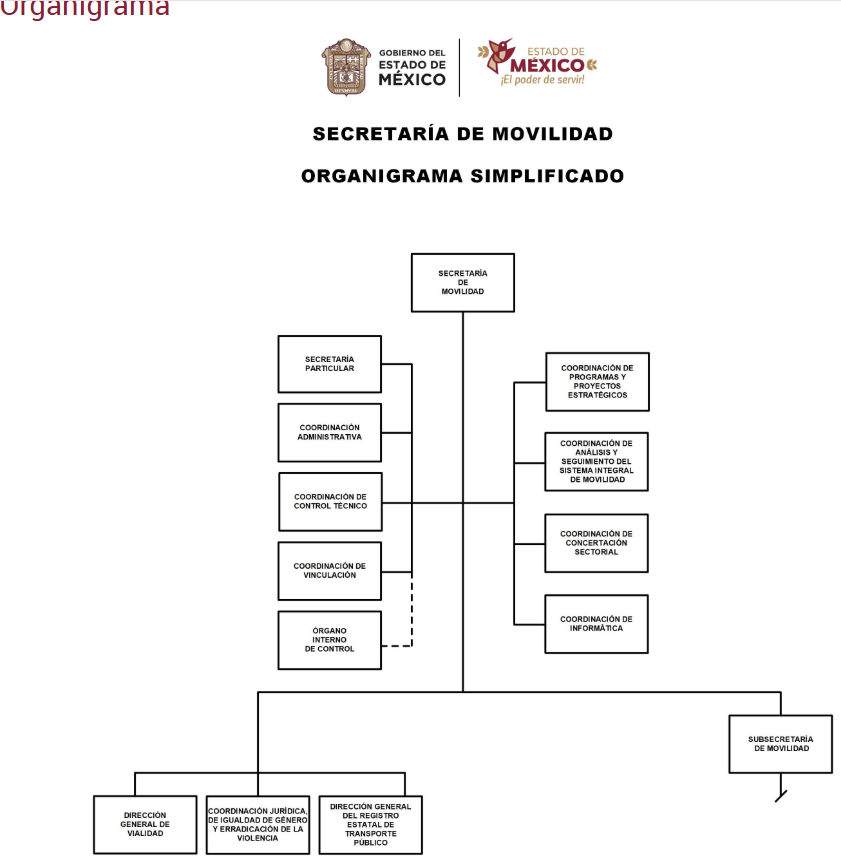 Organigrama
GOBIERNO DEL
ESTADO DE
MÉXICO
ESTADO DE
MÉXICO
¡El poder de servir!
SECRETARÍA DE MOVILIDAD
ORGANIGRAMA SIMPLIFICADO
SECRETARÍA
DE
MOVILIDAD
SECRETARÍA
PARTICULAR
COORDINACIÓN
ADMINISTRATIVA
COORDINACIÓN DE
CONTROL TÉCNICO
COORDINACIÓN DE
VINCULACIÓN
ÓRGANO
INTERNO
DE CONTROL
COORDINACIÓN DE
PROGRAMAS Y
PROYECTOS
ESTRATÉGICOS
COORDINACIÓN DE
ANÁLISIS Y
SEGUIMIENTO DEL
SISTEMA INTEGRAL
DE MOVILIDAD
COORDINACIÓN DE
CONCERTACIÓN
SECTORIAL
COORDINACIÓN DE
INFORMÁTICA
SUBSECRETARÍA
DE MOVILIDAD
DIRECCIÓN
GENERAL DE
VIALIDAD
COORDINACIÓN JURÍDICA,
DE IGUALDAD DE GÉNERO
Y ERRADICACIÓN DE LA
VIOLENCIA
DIRECCIÓN GENERAL
DEL REGISTRO
ESTATAL DE
TRANSPORTE
PÚBLICO